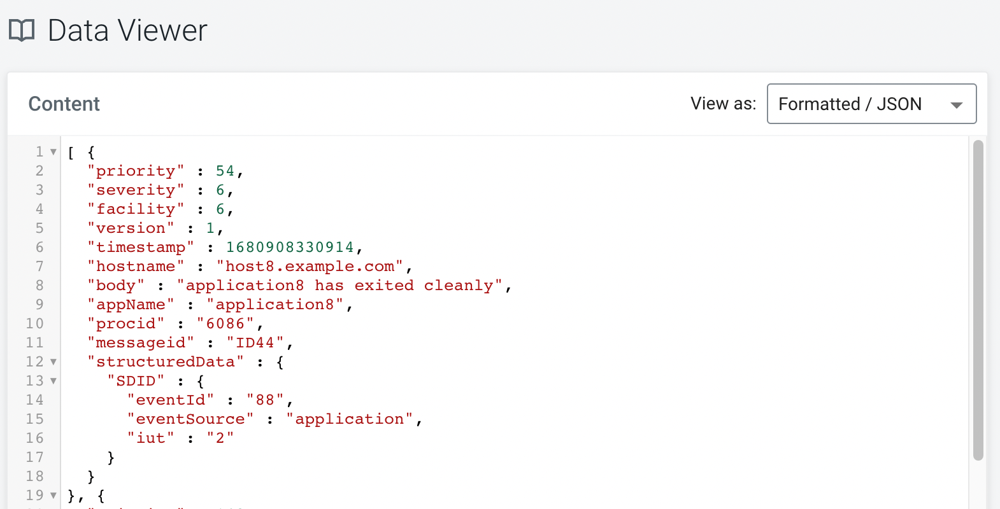 Data Viewer
Content
View as: Formatted / JSON
1 [ {
2 "priority" : 54,
3 "severity" : 6,
4 "facility" : 6,
5 "version" : 1,
6 "timestamp" : 1680908330914,
7 "hostname" : "host8.example.com",
8 "body" : "application8 has exited cleanly",
9 "appName" : "application8",
10 "procid" : "6086",
11 "messageid" : "ID44",
12 "structuredData" : {
13 "SDID" : {
14 "eventId" : "88",
15 "eventSource" : "application",
16 "iut" : "2"
17 }
18 }
19 }, {